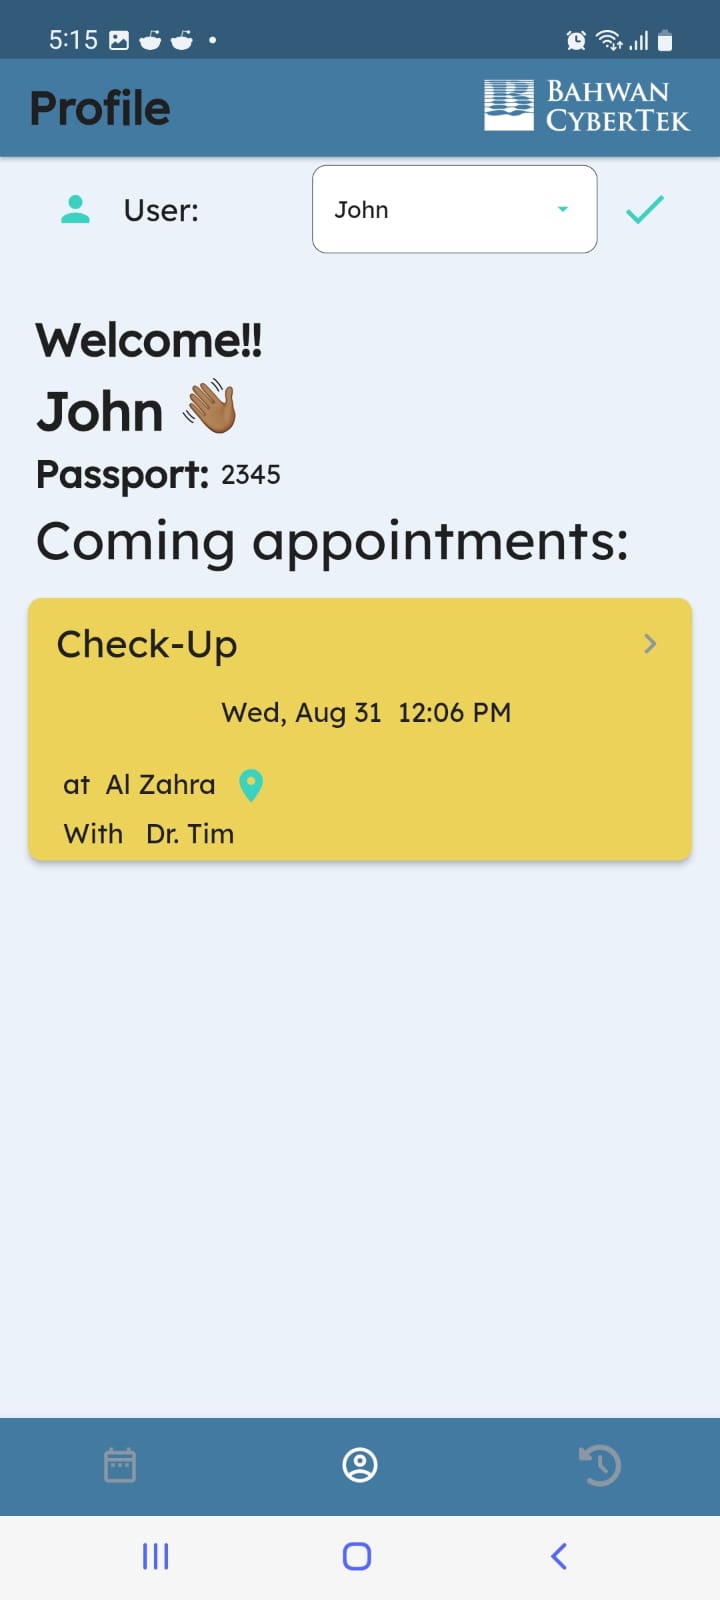 5:15
Profile
BAHWAN
CYBERTEK
User:
John
Welcome!!
John 👋🏾
Passport: 2345
Coming appointments:
Check-Up
Wed, Aug 31 12:06 PM
at Al Zahra
With Dr. Tim